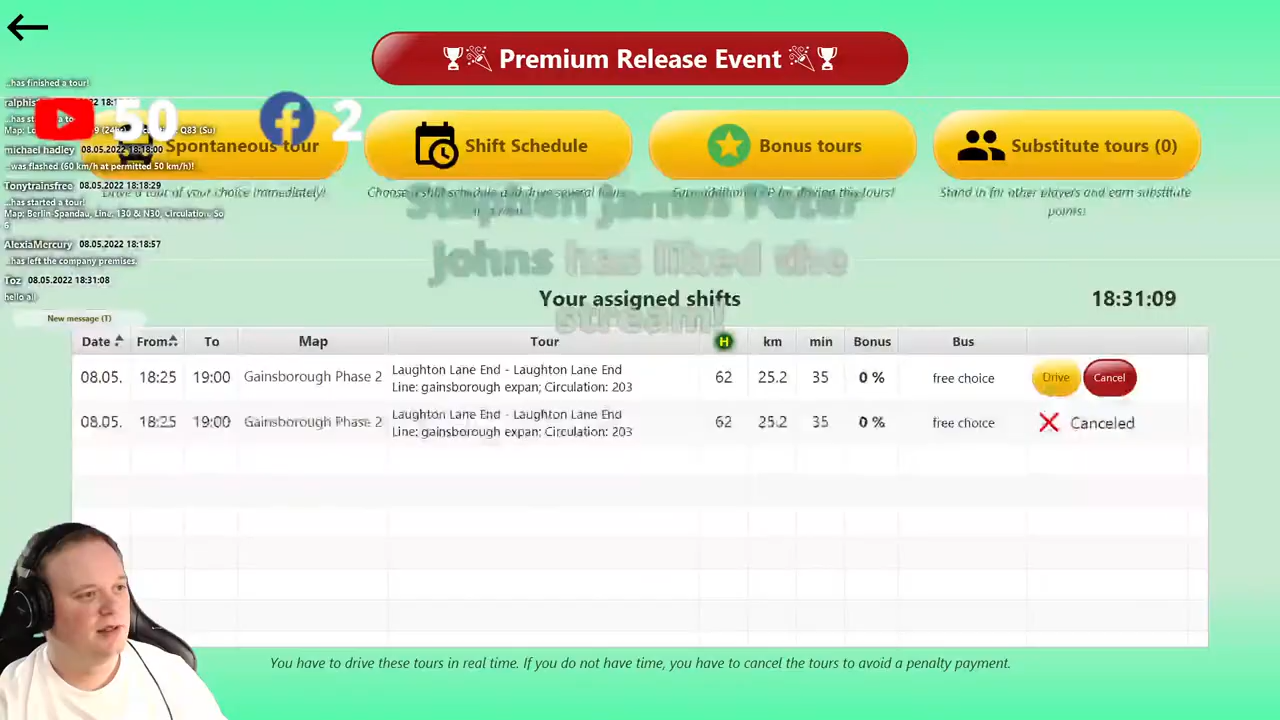 Premium Release Event
...has finished a tour!
50
2
Spontaneous tour
Shift Schedule
Bonus tours
Substitute tours (0)
michael hadley 08.05.2022 18:18:00
...was flashed (60 km/h at permitted 50 km/h)!
Tonytrainsfree 08.05.2022 18:18:29
...has started a tour!
Map: Berlin-Spandau, Line, 130 & N30, Circulation, So
6
AlexiaMercury 08.05.2022 18:18:57
...has left the company premises.
Toz 08.05.2022 18:31:08
hello all
New message (T)
Drive a tour of your choice immediately!
Stand in for other players and earn substitute
points!
Stephen James Peter
Johns has liked the
stream!
Your assigned shifts
18:31:09
Date From To Map Tour H km min Bonus Bus
08.05. 18:25 19:00 Gainsborough Phase 2 Laughton Lane End - Laughton Lane End 62 25.2 35 0 % free choice Drive Cancel
Line: gainsborough expan; Circulation: 203
08.05. 18:25 19:00 Gainsborough Phase 2 Laughton Lane End - Laughton Lane End 62 25.2 35 0 % free choice Canceled
Line: gainsborough expan; Circulation: 203
You have to drive these tours in real time. If you do not have time, you have to cancel the tours to avoid a penalty payment.